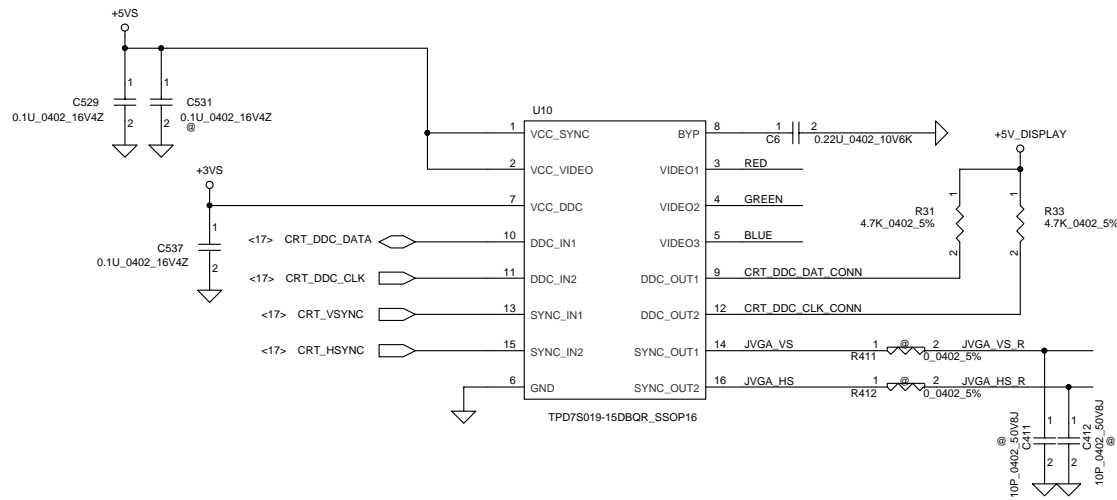 +5VS
C529
0.1U_0402_16V4Z
1
2
C531
0.1U_0402_16V4Z
@
1
2
+3VS
C537
0.1U_0402_16V4Z
1
2
U10
1 VCC_SYNC
2 VCC_VIDEO
7 VCC_DDC
<17> CRT_DDC_DATA 10 DDC_IN1
<17> CRT_DDC_CLK 11 DDC_IN2
<17> CRT_VSYNC 13 SYNC_IN1
<17> CRT_HSYNC 15 SYNC_IN2
6 GND
BYP 8
C6
1 2
0.22U_0402_10V6K
VIDEO1 3 RED
VIDEO2 4 GREEN
VIDEO3 5 BLUE
DDC_OUT1 9 CRT_DDC_DAT_CONN
DDC_OUT2 12 CRT_DDC_CLK_CONN
SYNC_OUT1 14 JVGA_VS 1 @ 2 JVGA_VS_R
R411 0_0402_5%
SYNC_OUT2 16 JVGA_HS 1 @ 2 JVGA_HS_R
R412 0_0402_5%
TPD7S019-15DBQR_SSOP16
+5V_DISPLAY
R31
4.7K_0402_5%
1
2
R33
4.7K_0402_5%
1
2
@
C411
10P_0402_50V8J
1
2
C412
10P_0402_50V8J
@
1
2